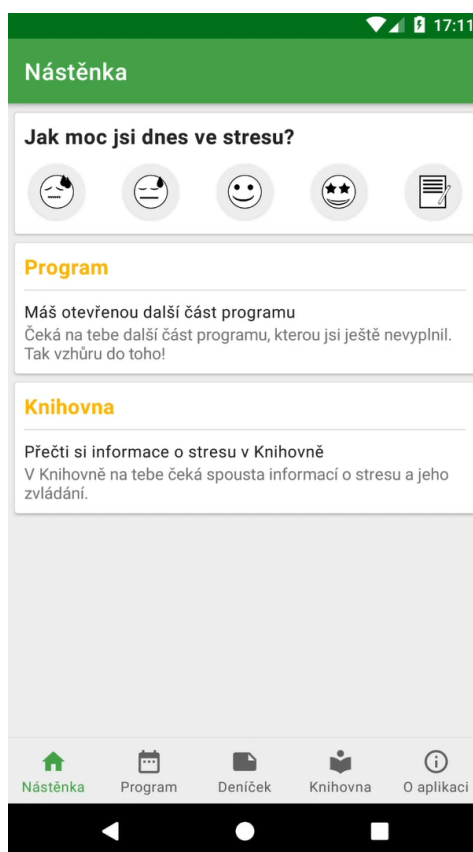 17:11
Nástěnka
Jak moc jsi dnes ve stresu?
Program
Máš otevřenou další část programu
Čeká na tebe další část programu, kterou jsi ještě nevyplnil.
Tak vzhůru do toho!
Knihovna
Přečti si informace o stresu v Knihovně
V Knihovně na tebe čeká spousta informací o stresu a jeho
zvládání.
Nástěnka Program Deníček Knihovna O aplikaci